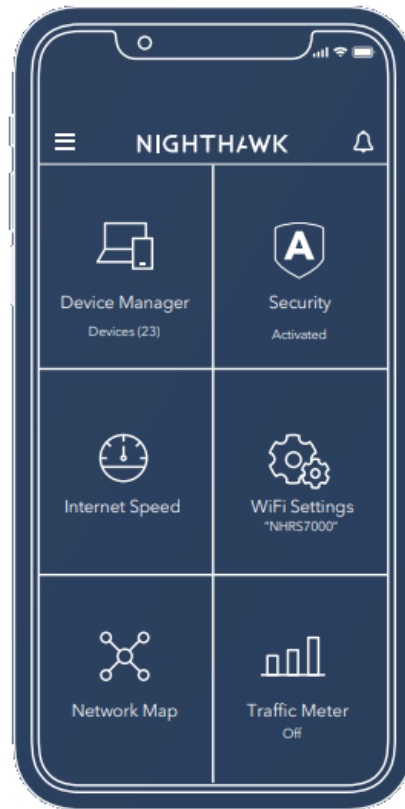 NIGHTHAWK
Device Manager
Devices (23)
A
Security
Activated
Internet Speed
WiFi Settings
"NHRS7000"
Network Map
Traffic Meter
Off